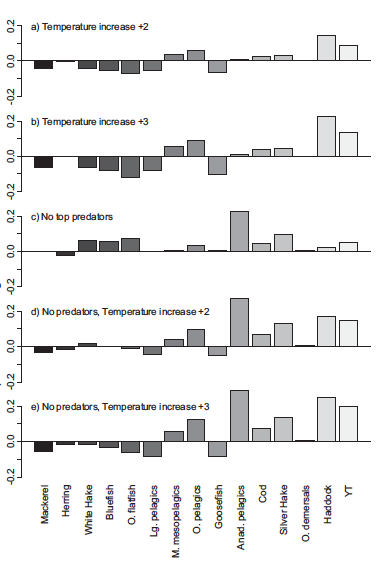 a) Temperature increase +2
0.2
0.0
-0.2
b) Temperature increase +3
0.2
0.0
-0.2
c) No top predators
0.2
0.0
-0.2
d) No predators, Temperature increase +2
0.2
0.0
-0.2
e) No predators, Temperature increase +3
0.2
0.0
-0.2
Mackerel
Herring
White Hake
Bluefish
O. flatfish
Lg. pelagics
M. mesopelagics
O. pelagics
Goosefish
Anad. pelagics
Cod
Silver Hake
O. demersals
Haddock
YT